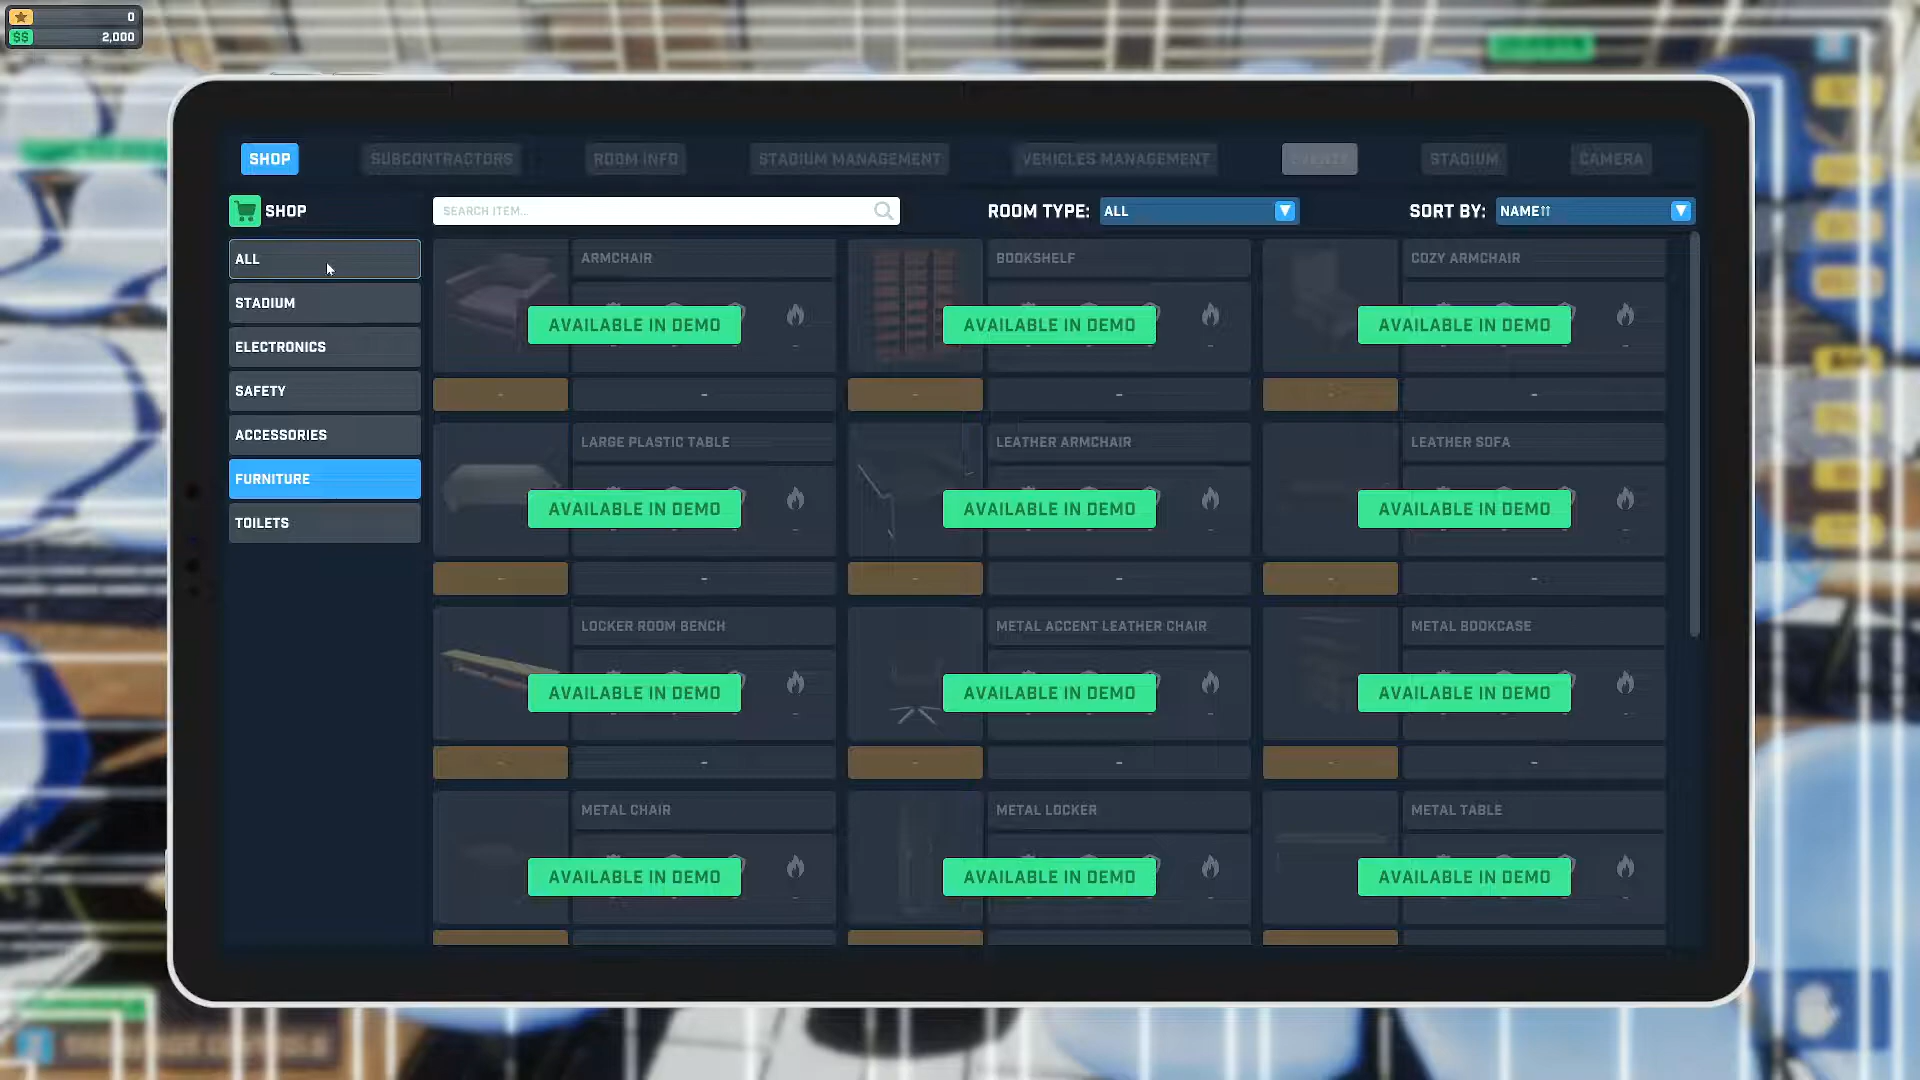 0
$$ 2,000
SHOP SUBCONTRACTORS ROOM INFO STADIUM MANAGEMENT VEHICLES MANAGEMENT EVENTS STADIUM CAMERA
SHOP SEARCH ITEM... ROOM TYPE: ALL SORT BY: NAME↑↑
ALL
STADIUM
ELECTRONICS
SAFETY
ACCESSORIES
FURNITURE
TOILETS
ARMCHAIR BOOKSHELF COZY ARMCHAIR
AVAILABLE IN DEMO AVAILABLE IN DEMO AVAILABLE IN DEMO
- - - - - -
LARGE PLASTIC TABLE LEATHER ARMCHAIR LEATHER SOFA
AVAILABLE IN DEMO AVAILABLE IN DEMO AVAILABLE IN DEMO
- - - - - -
LOCKER ROOM BENCH METAL ACCENT LEATHER CHAIR METAL BOOKCASE
AVAILABLE IN DEMO AVAILABLE IN DEMO AVAILABLE IN DEMO
- - - - - -
METAL CHAIR METAL LOCKER METAL TABLE
AVAILABLE IN DEMO AVAILABLE IN DEMO AVAILABLE IN DEMO